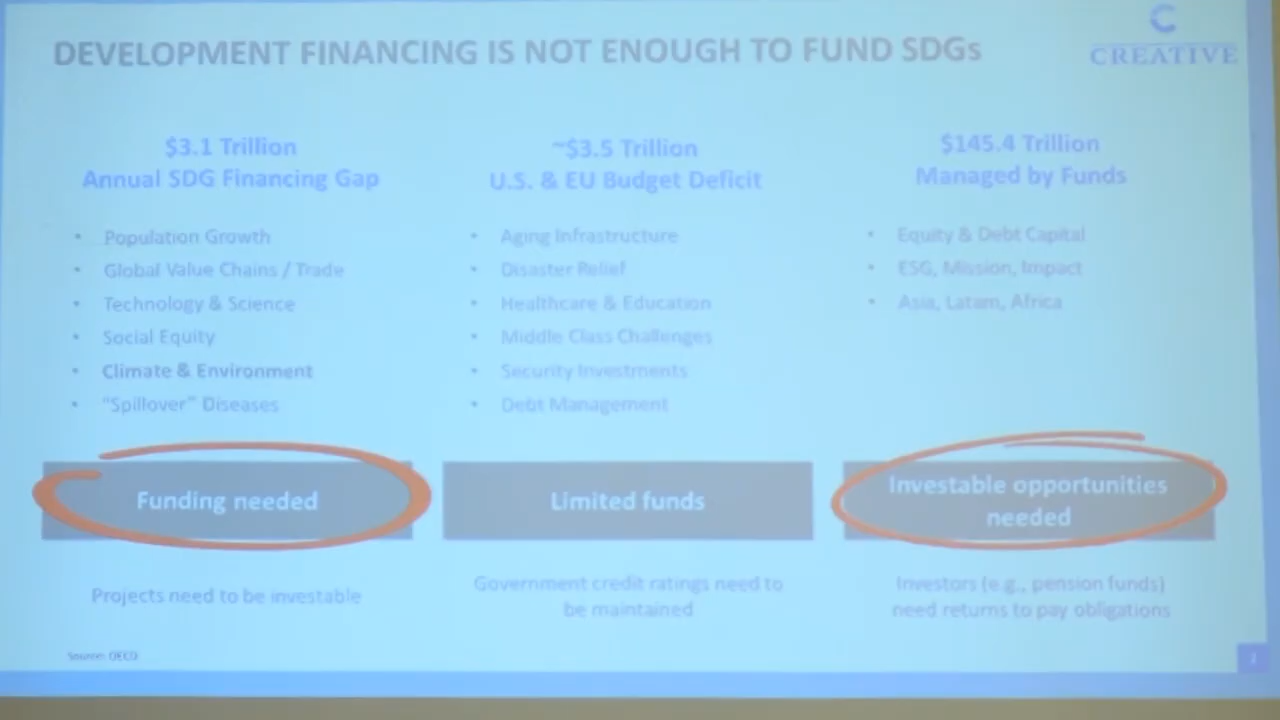 DEVELOPMENT FINANCING IS NOT ENOUGH TO FUND SDGs
C
CREATIVE
$3.1 Trillion
Annual SDG Financing Gap
• Population Growth
• Global Value Chains / Trade
• Technology & Science
• Social Equity
• Climate & Environment
• "Spillover" Diseases
Funding needed
Projects need to be investable
~$3.5 Trillion
U.S. & EU Budget Deficit
• Aging Infrastructure
• Disaster Relief
• Healthcare & Education
• Middle Class Challenges
• Security Investments
• Debt Management
Limited funds
Government credit ratings need to
be maintained
$145.4 Trillion
Managed by Funds
• Equity & Debt Capital
• ESG, Mission, Impact
• Asia, Latam, Africa
Investable opportunities
needed
Investors (e.g., pension funds)
need returns to pay obligations
Source: OECD